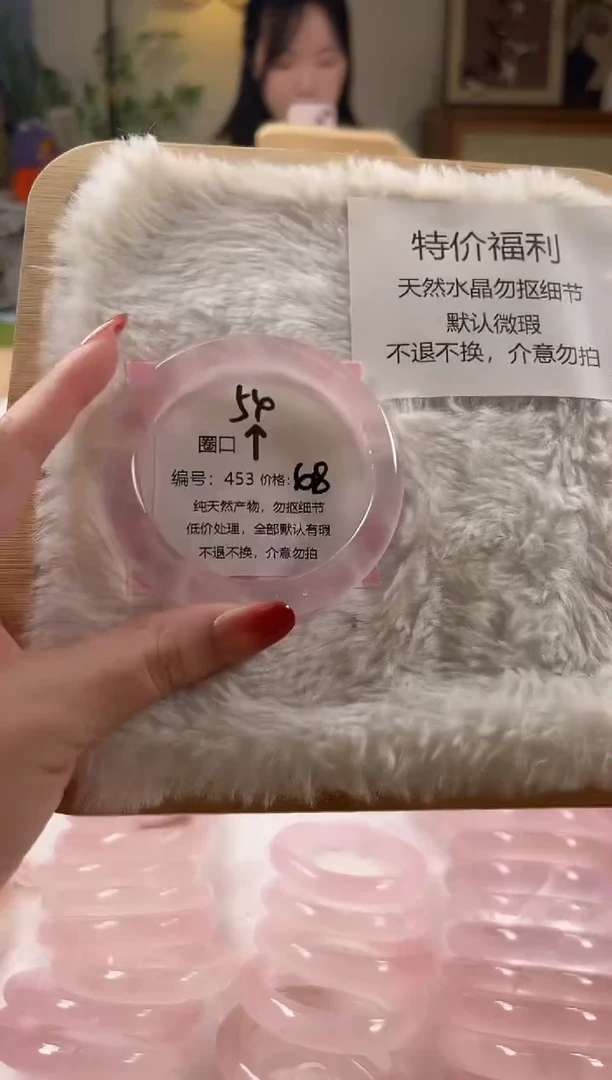 特价福利
天然水晶勿抠细节
默认微瑕
不退不换，介意勿拍
54
圈口
编号：453 价格：68
纯天然产物，勿抠细节
低价处理，全部默认有瑕
不退不换，介意勿拍